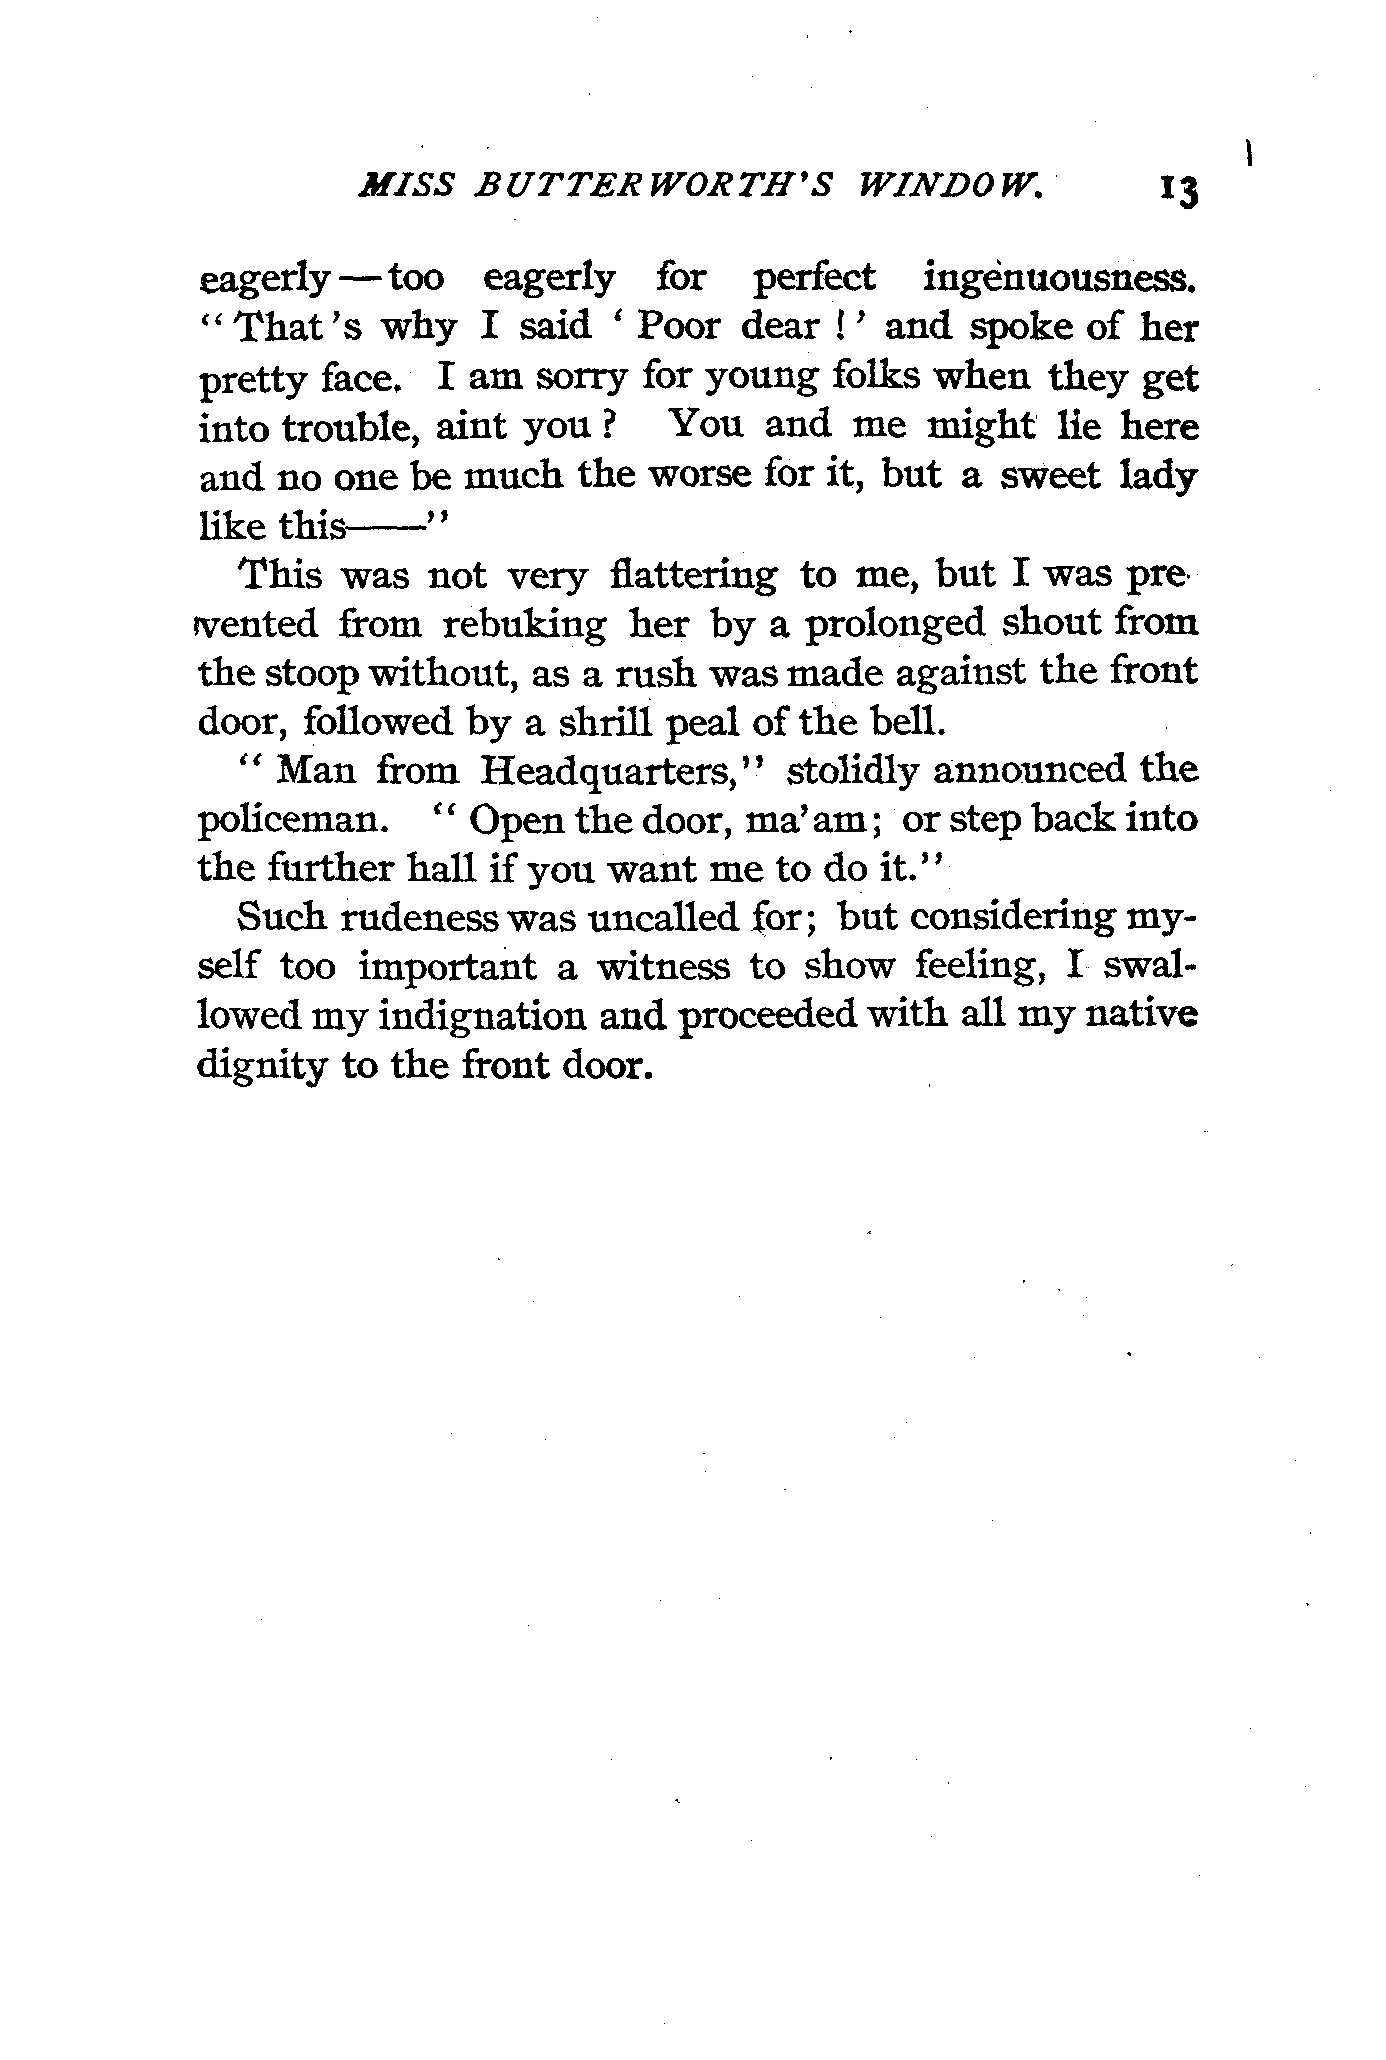 MISS BUTTERWORTH'S WINDOW. 13
eagerly—too eagerly for perfect ingenuousness.
"That's why I said 'Poor dear!' and spoke of her
pretty face. I am sorry for young folks when they get
into trouble, aint you? You and me might lie here
and no one be much the worse for it, but a sweet lady
like this——"
This was not very flattering to me, but I was pre-
vented from rebuking her by a prolonged shout from
the stoop without, as a rush was made against the front
door, followed by a shrill peal of the bell.
"Man from Headquarters," stolidly announced the
policeman. "Open the door, ma'am; or step back into
the further hall if you want me to do it."
Such rudeness was uncalled for; but considering my-
self too important a witness to show feeling, I swal-
lowed my indignation and proceeded with all my native
dignity to the front door.